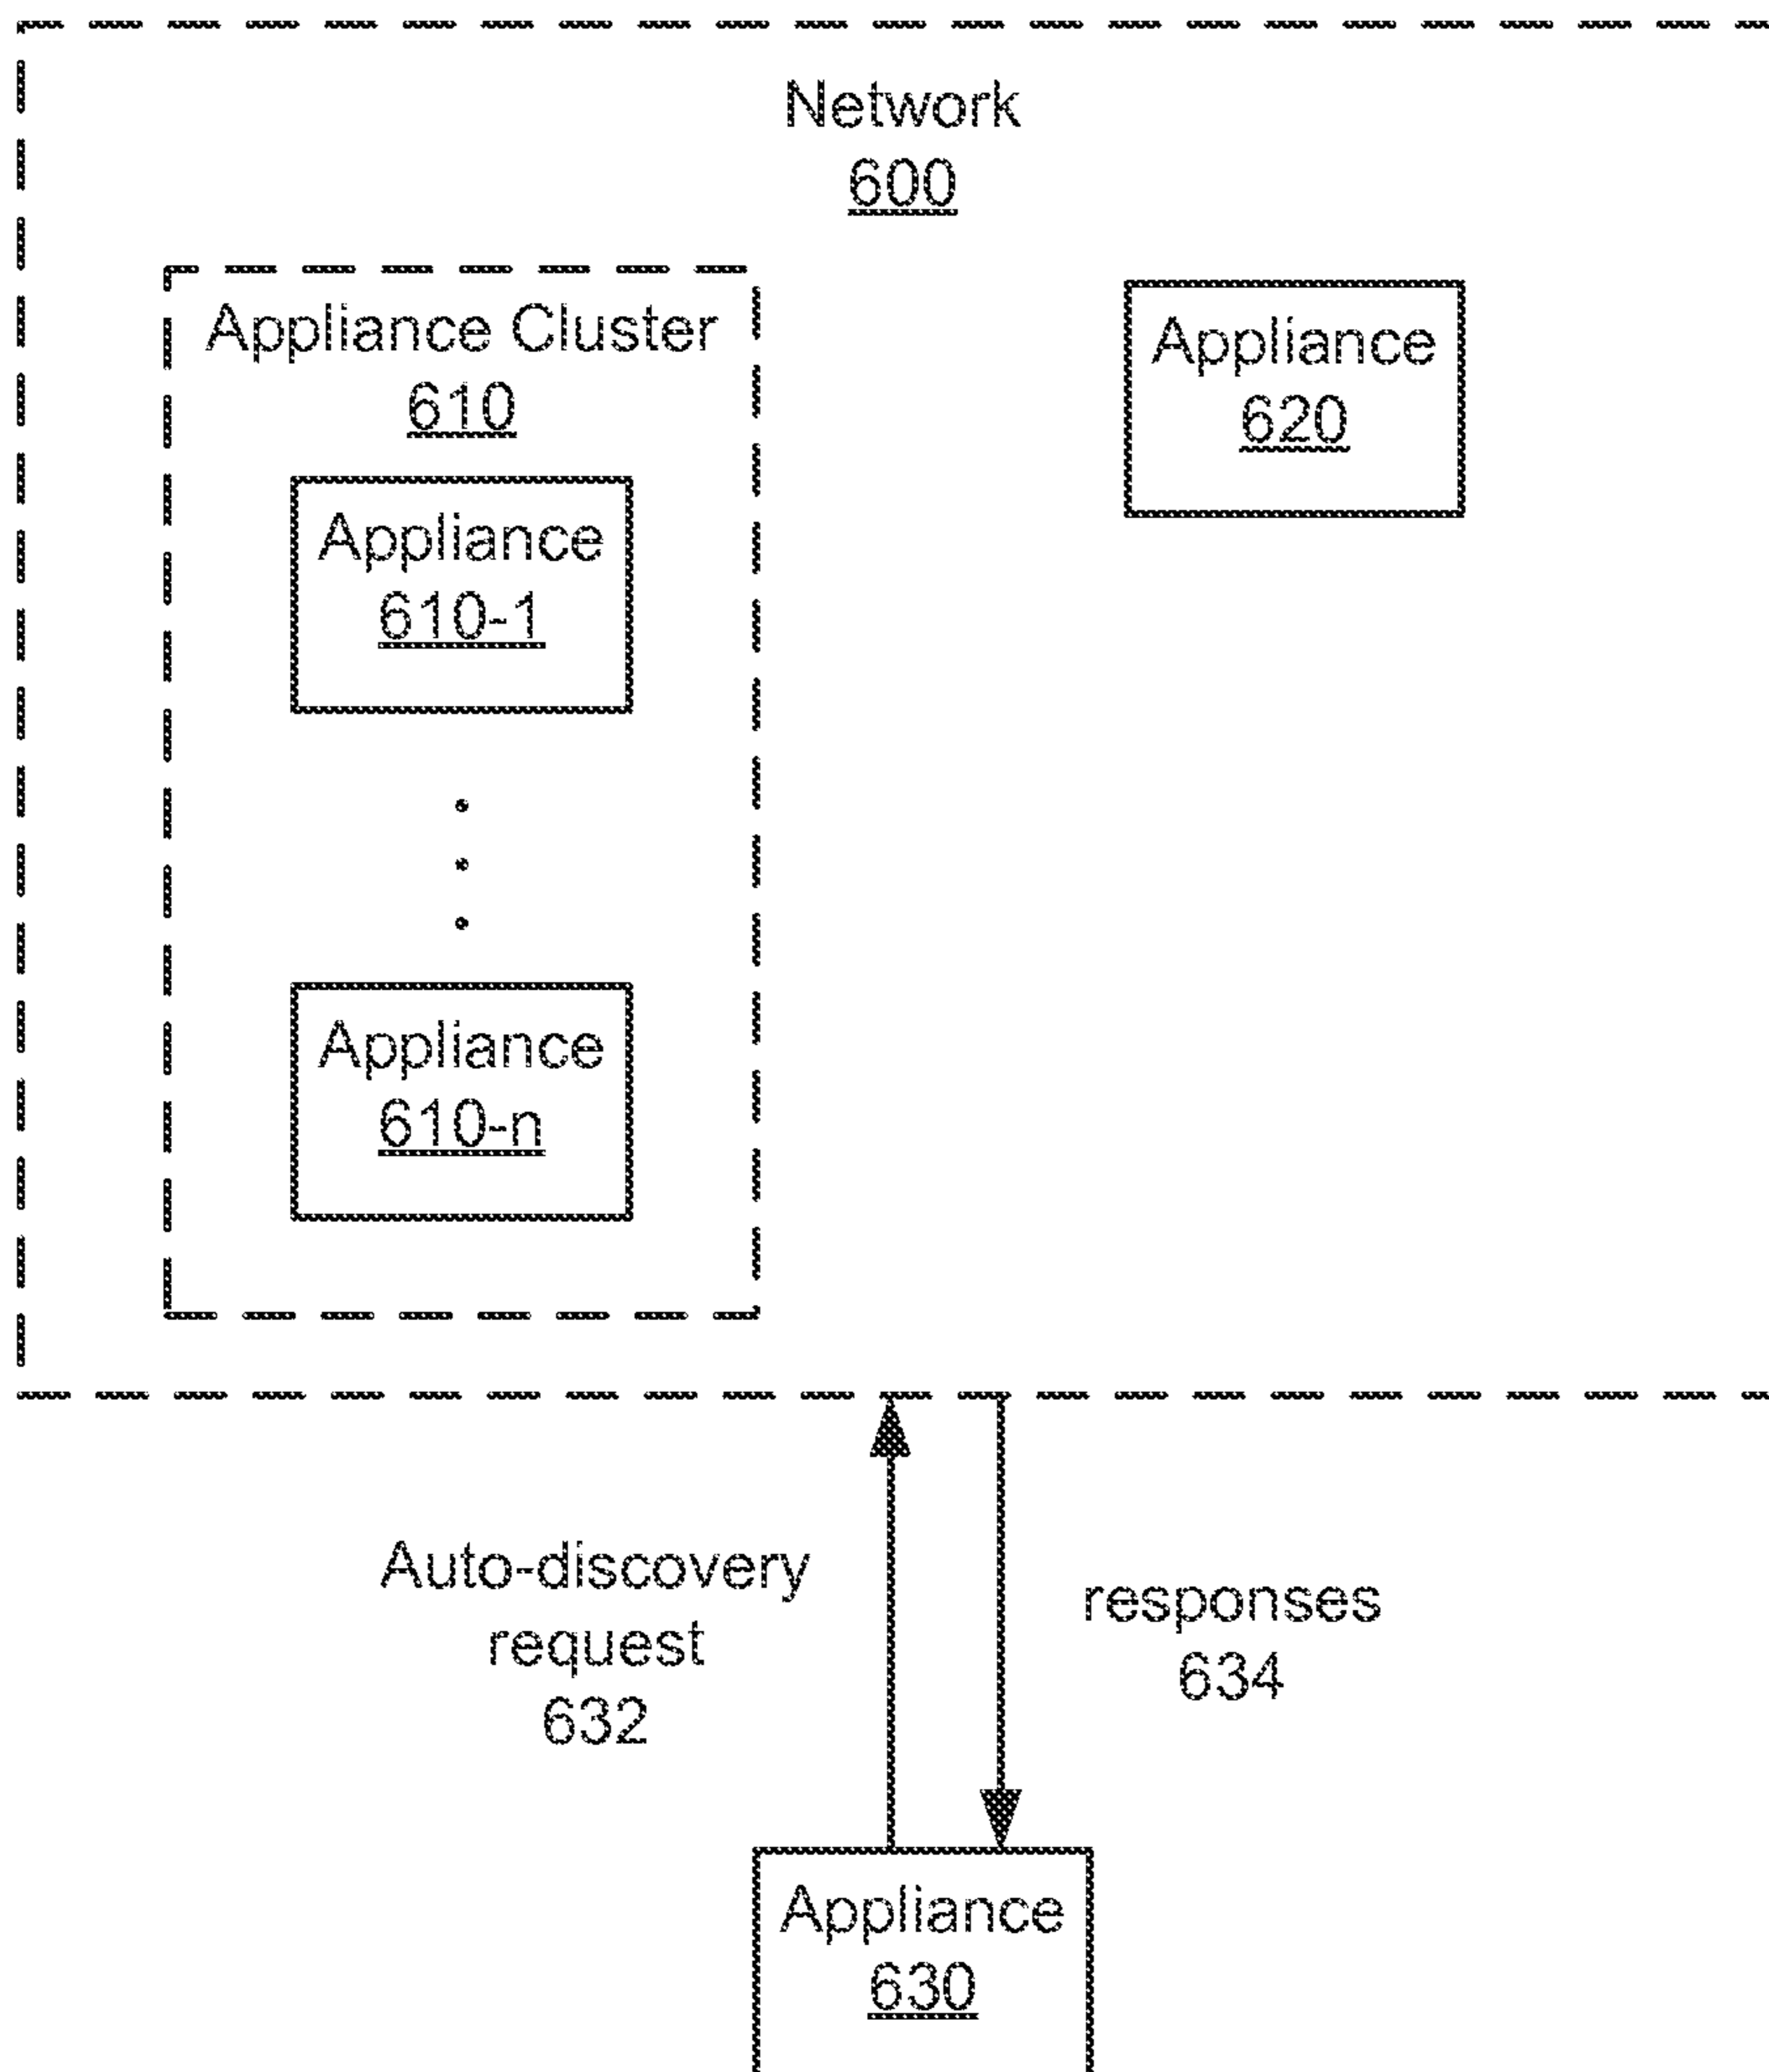 Network
600
Appliance Cluster
610
Appliance
620
Appliance
610-1
Appliance
610-n
Auto-discovery
request
632
responses
634
Appliance
630